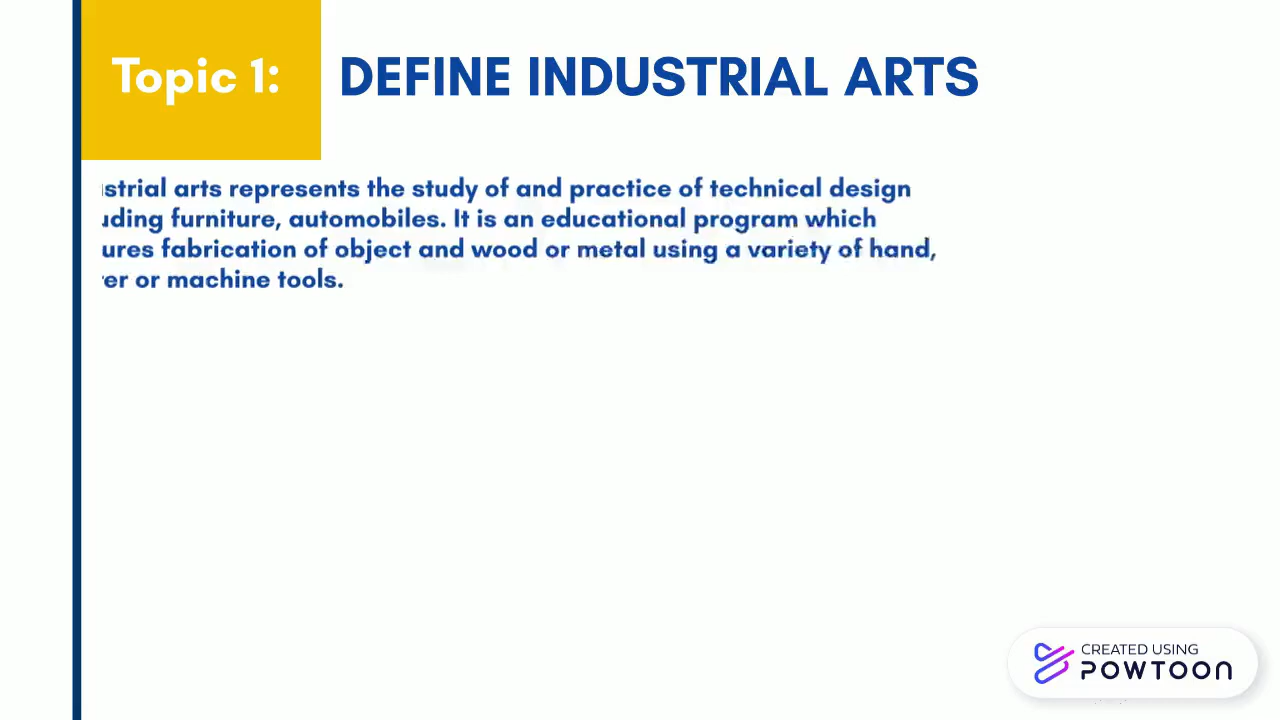 Topic 1:
DEFINE INDUSTRIAL ARTS
strial arts represents the study of and practice of technical design
uding furniture, automobiles. It is an educational program which
ures fabrication of object and wood or metal using a variety of hand,
er or machine tools.
CREATED USING
POWTOON